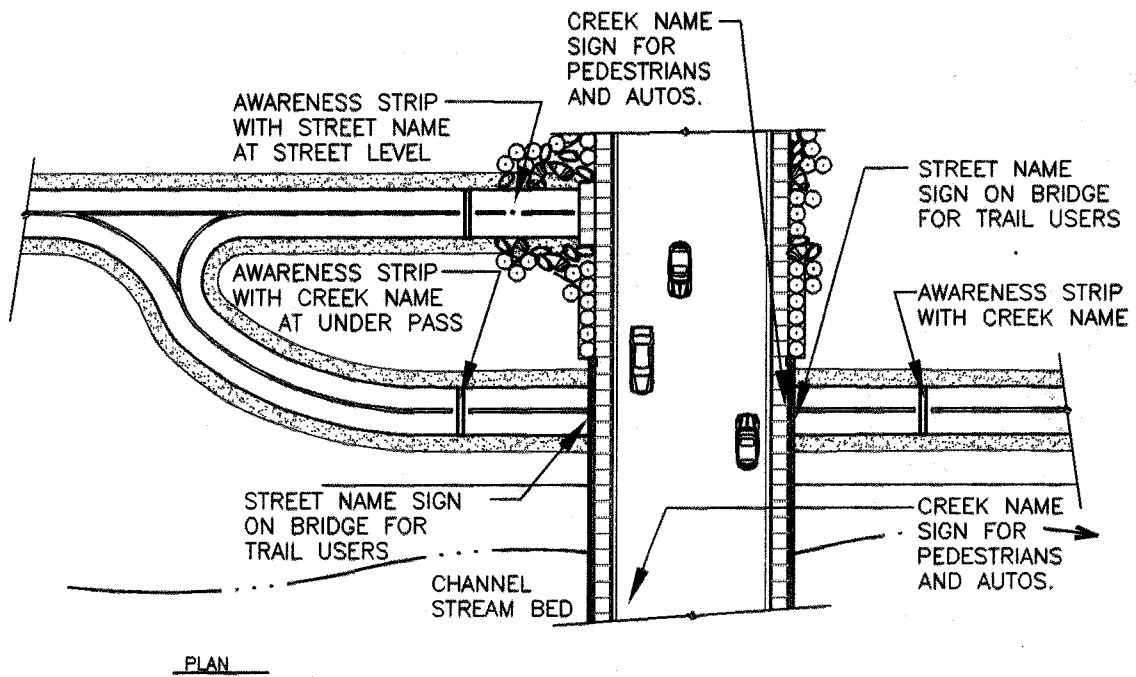 CREEK NAME
SIGN FOR
PEDESTRIANS
AND AUTOS.
AWARENESS STRIP
WITH STREET NAME
AT STREET LEVEL
STREET NAME
SIGN ON BRIDGE
FOR TRAIL USERS
AWARENESS STRIP
WITH CREEK NAME
AT UNDER PASS
AWARENESS STRIP
WITH CREEK NAME
STREET NAME SIGN
ON BRIDGE FOR
TRAIL USERS
CREEK NAME
SIGN FOR
PEDESTRIANS
AND AUTOS.
CHANNEL
STREAM BED
PLAN